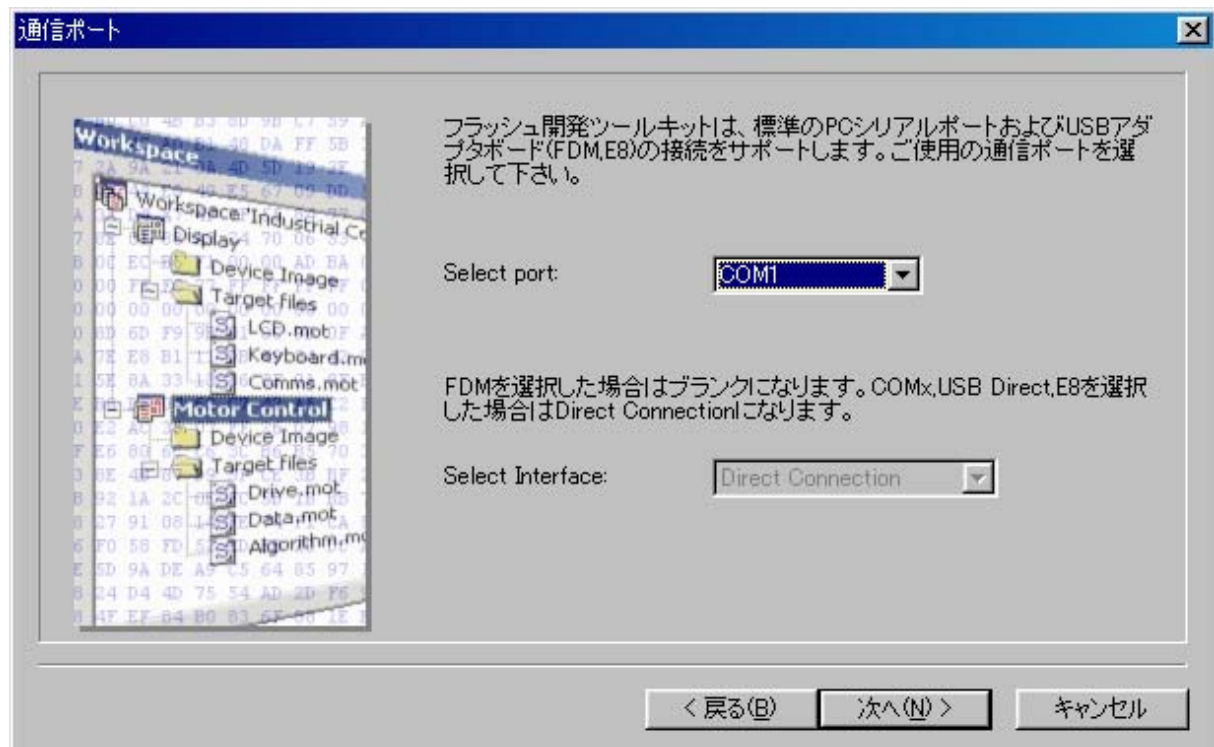 通信ポート
Workspace
Workspace 'Industrial Co
Display
Device Image
Target files
LCD.mot
Keyboard.mo
Comms.mot
Motor Control
Device Image
Target files
Drive.mot
Data.mot
Algorithm.mo
フラッシュ開発ツールキットは、標準のPCシリアルポートおよびUSBアダ
プタボード(FDM,E8)の接続をサポートします。ご使用の通信ポートを選
択して下さい。
Select port:
COM1
FDMを選択した場合はブランクになります。COMx,USB Direct,E8を選択
した場合はDirect Connectionになります。
Select Interface:
Direct Connection
< 戻る(B)
次へ(N) >
キャンセル